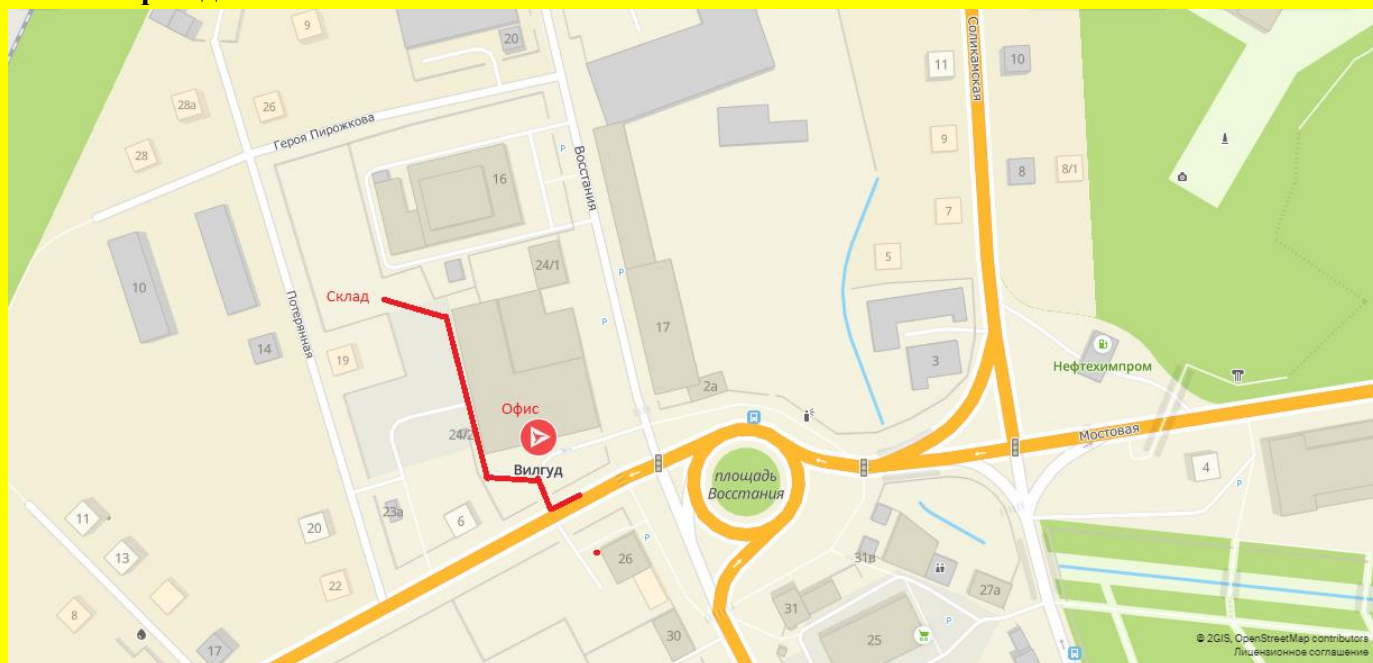 9
20
28а
26
Героя Пирожкова
28
16
Восстания
Соликамская
11
10
9
8
8/1
7
5
24/1
10
Склад
Потерянная
14
19
17
3
2а
Нефтехимпром
Офис
24/2
Вилгуд
площадь
Восстания
Мостовая
4
23а
6
11
20
13
22
8
17
26
30
31
31в
27а
25
P
P
P
P
P
P
© 2GIS, OpenStreetMap contributors
Лицензионное соглашение